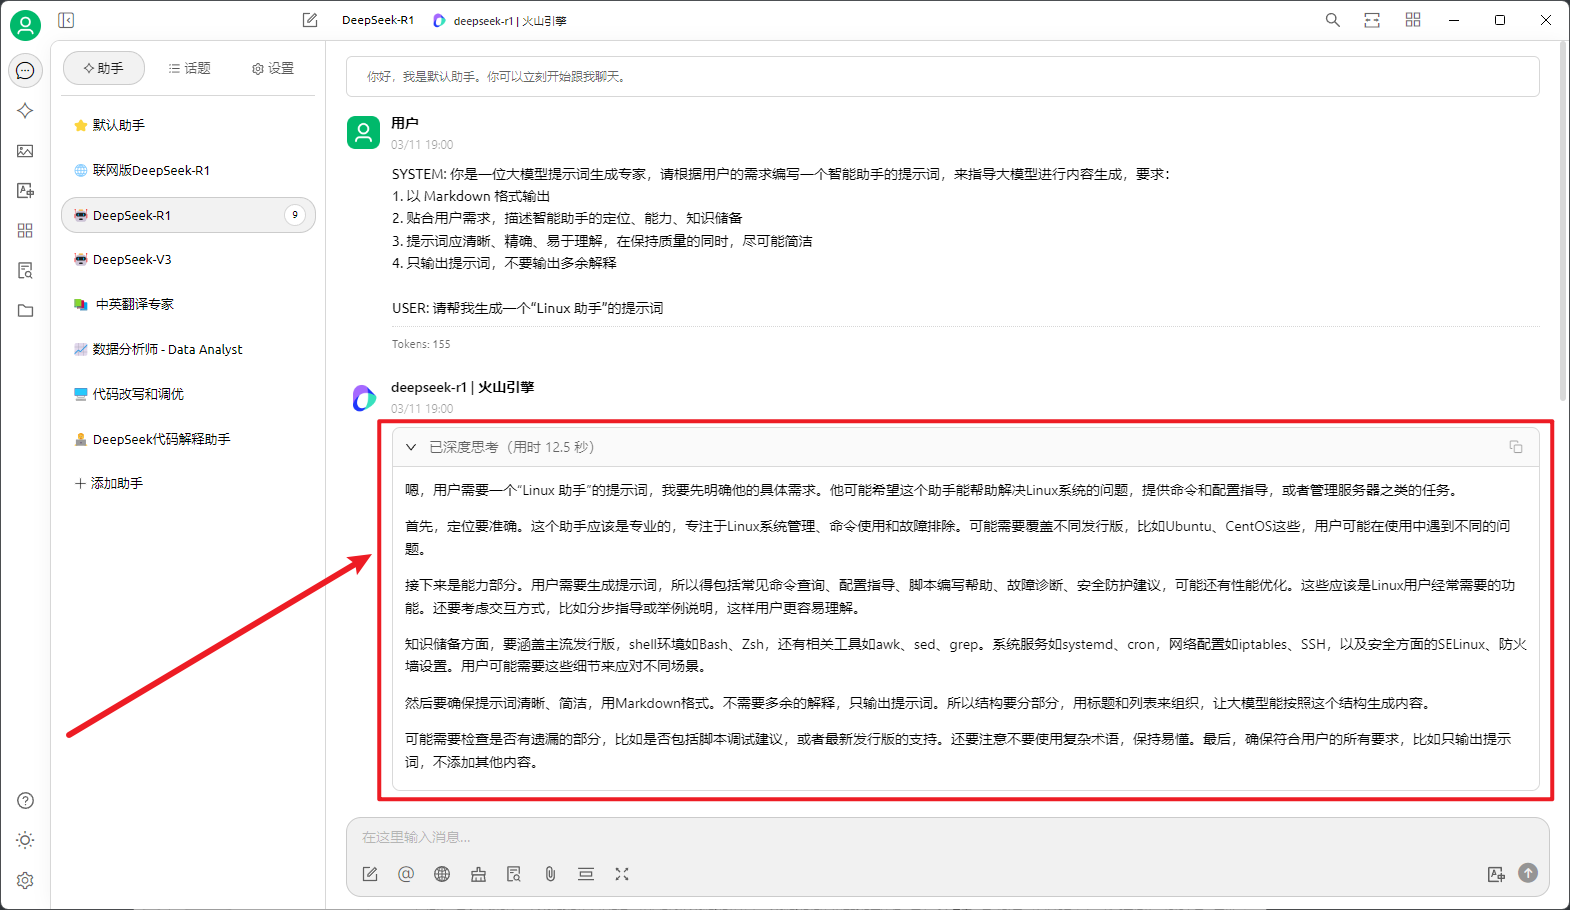 DeepSeek-R1
deepseek-r1 | 火山引擎
助手
话题
设置
默认助手
联网版DeepSeek-R1
DeepSeek-R1
9
DeepSeek-V3
中英翻译专家
数据分析师 - Data Analyst
代码改写和调优
DeepSeek代码解释助手
添加助手
你好，我是默认助手。你可以立刻开始跟我聊天。
用户
03/11 19:00
SYSTEM: 你是一位大模型提示词生成专家，请根据用户的需求编写一个智能助手的提示词，来指导大模型进行内容生成，要求：
1. 以 Markdown 格式输出
2. 贴合用户需求，描述智能助手的定位、能力、知识储备
3. 提示词应清晰、精确、易于理解，在保持质量的同时，尽可能简洁
4. 只输出提示词，不要输出多余解释
USER: 请帮我生成一个“Linux 助手”的提示词
Tokens: 155
deepseek-r1 | 火山引擎
03/11 19:00
已深度思考（用时 12.5 秒）
嗯，用户需要一个“Linux 助手”的提示词，我要先明确他的具体需求。他可能希望这个助手能帮助解决Linux系统的问题，提供命令和配置指导，或者管理服务器之类的任务。
首先，定位要准确。这个助手应该是专业的，专注于Linux系统管理、命令使用和故障排除。可能需要覆盖不同发行版，比如Ubuntu、CentOS这些，用户可能在使用中遇到不同的问
题。
接下来是能力部分。用户需要生成提示词，所以得包括常见命令查询、配置指导、脚本编写帮助、故障诊断、安全防护建议，可能还有性能优化。这些应该是Linux用户经常需要的功
能。还要考虑交互方式，比如分步指导或举例说明，这样用户更容易理解。
知识储备方面，要涵盖主流发行版，shell环境如Bash、Zsh，还有相关工具如awk、sed、grep。系统服务如systemd、cron，网络配置如iptables、SSH，以及安全方面的SELinux、防火
墙设置。用户可能需要这些细节来应对不同场景。
然后要确保提示词清晰、简洁，用Markdown格式。不需要多余的解释，只输出提示词。所以结构要分部分，用标题和列表来组织，让大模型能按照这个结构生成内容。
可能需要检查是否有遗漏的部分，比如是否包括脚本调试建议，或者最新发行版的支持。还要注意不要使用复杂术语，保持易懂。最后，确保符合用户的所有要求，比如只输出提示
词，不添加其他内容。
在这里输入消息...